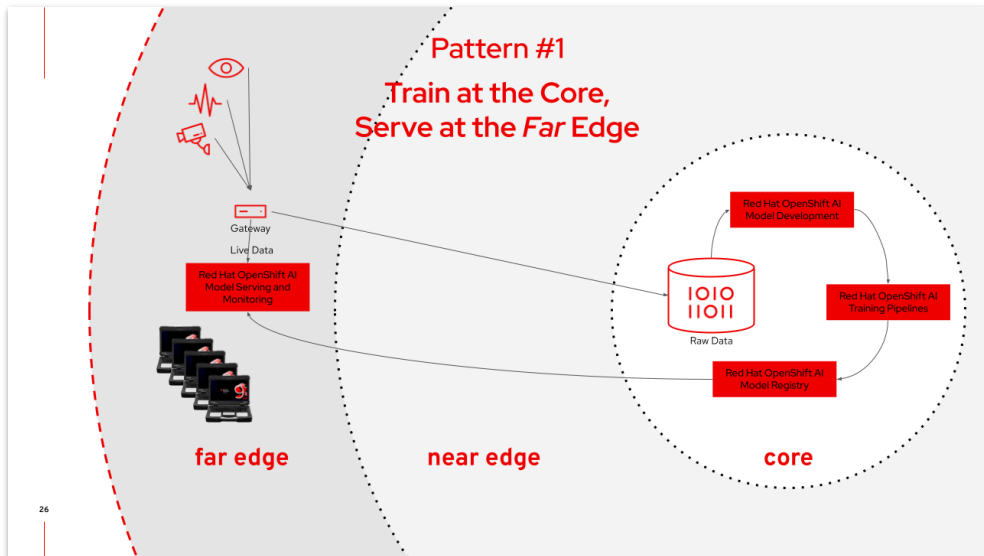 Pattern #1
Train at the Core,
Serve at the Far Edge
Gateway
Live Data
Red Hat OpenShift AI
Model Serving and
Monitoring
Red Hat OpenShift AI
Model Development
1010
11011
Raw Data
Red Hat OpenShift AI
Training Pipelines
Red Hat OpenShift AI
Model Registry
far edge
near edge
core
26